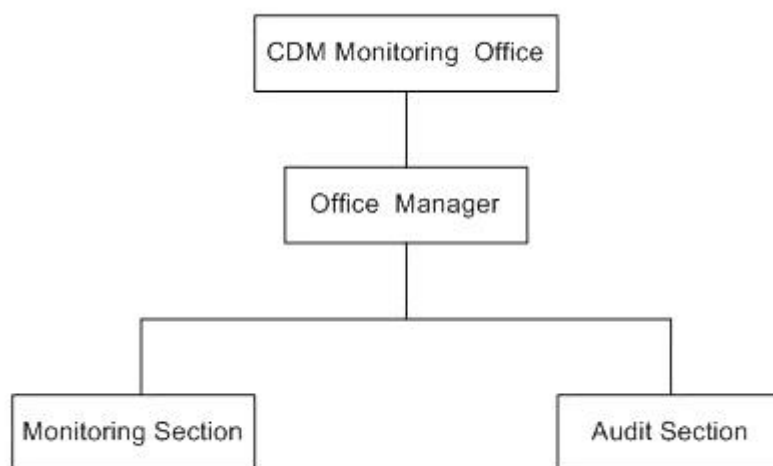 CDM Monitoring Office
Office Manager
Monitoring Section
Audit Section